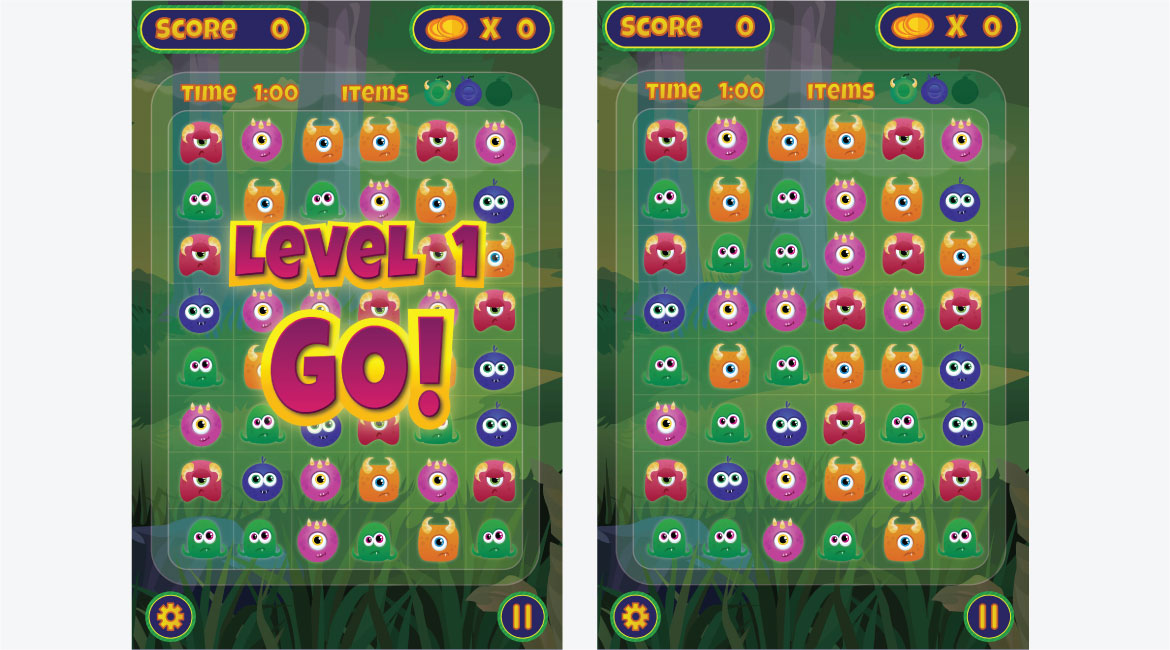 SCORE 0
X 0
TIME 1:00 ITEMS
LEVEL 1
GO!
SCORE 0
X 0
TIME 1:00 ITEMS